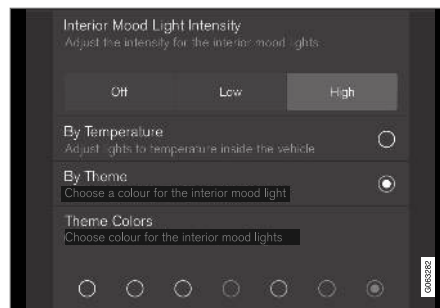 Interior Mood Light Intensity
Adjust the intensity for the interior mood lights
Off Low High
By Temperature
Adjust lights to temperature inside the vehicle
By Theme
Choose a colour for the interior mood light
Theme Colors
Choose colour for the interior mood lights
G063282